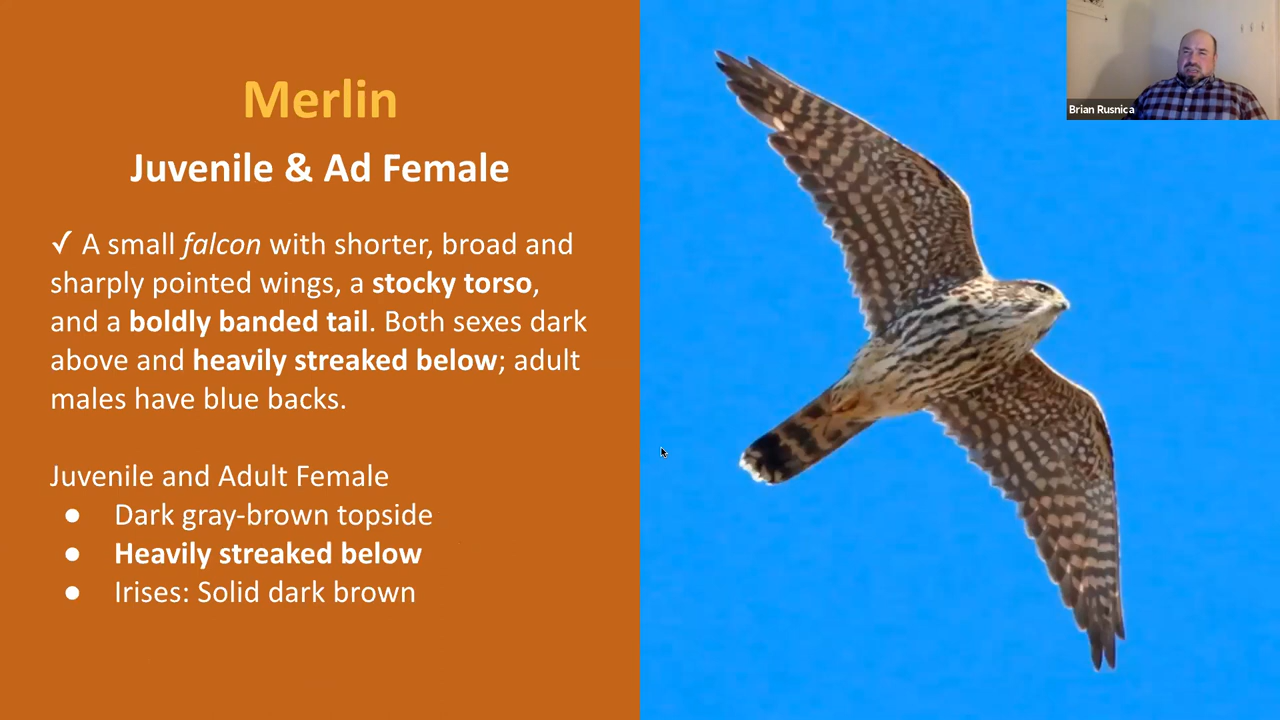 Merlin
Juvenile & Ad Female
✓ A small falcon with shorter, broad and
sharply pointed wings, a stocky torso,
and a boldly banded tail. Both sexes dark
above and heavily streaked below; adult
males have blue backs.
Juvenile and Adult Female
● Dark gray-brown topside
● Heavily streaked below
● Irises: Solid dark brown
Brian Rusnica